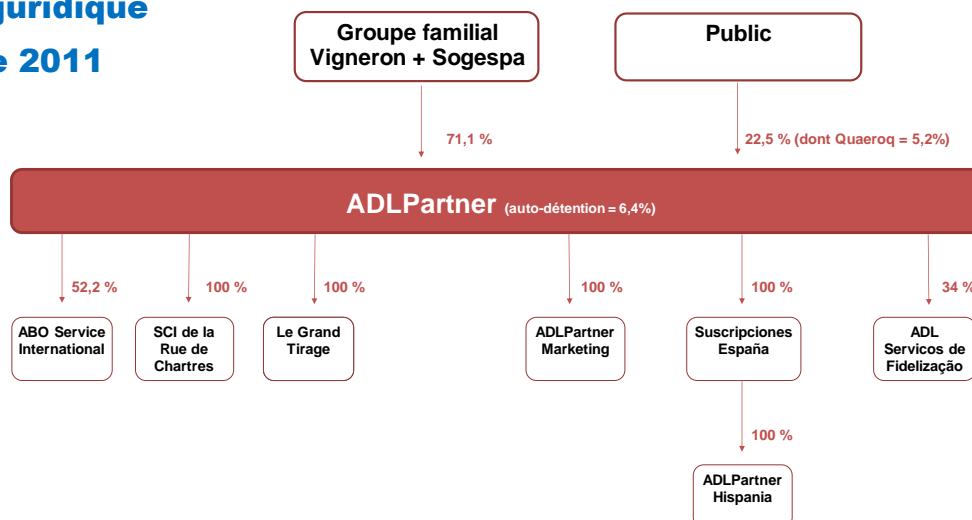 juridique
e 2011
Groupe familial
Vigneron + Sogespa
Public
71,1 %
22,5 % (dont Quaeroq = 5,2%)
ADLPartner (auto-détention = 6,4%)
52,2 %
100 %
100 %
100 %
100 %
34 %
ABO Service
International
SCI de la
Rue de
Chartres
Le Grand
Tirage
ADLPartner
Marketing
Suscripciones
España
ADL
Servicos de
Fidelização
100 %
ADLPartner
Hispania